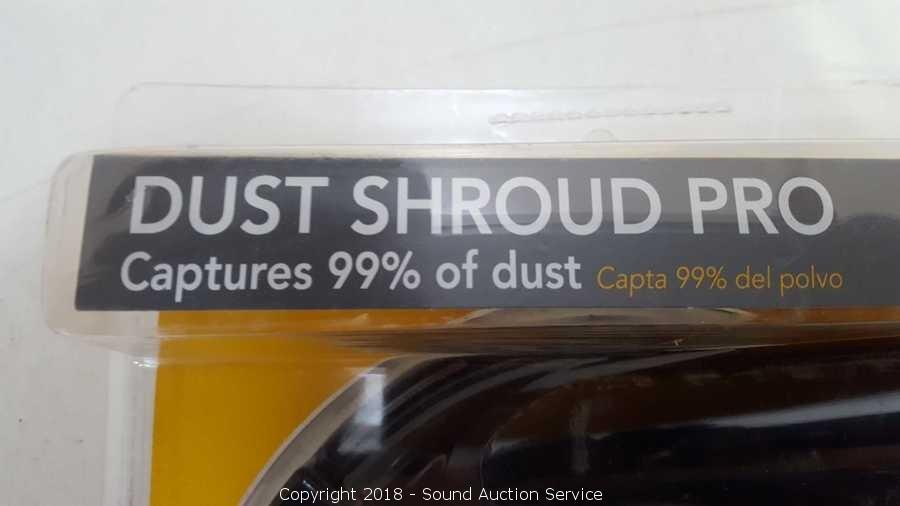 DUST SHROUD PRO
Captures 99% of dust Capta 99% del polvo
Copyright 2018 - Sound Auction Service